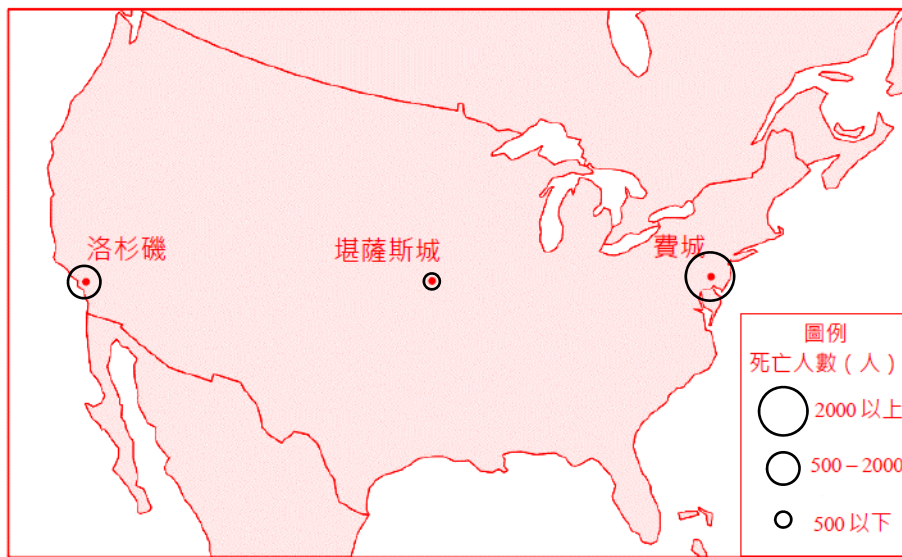 洛杉磯
堪薩斯城
費城
圖例
死亡人數（人）
2000 以上
500 – 2000
500 以下